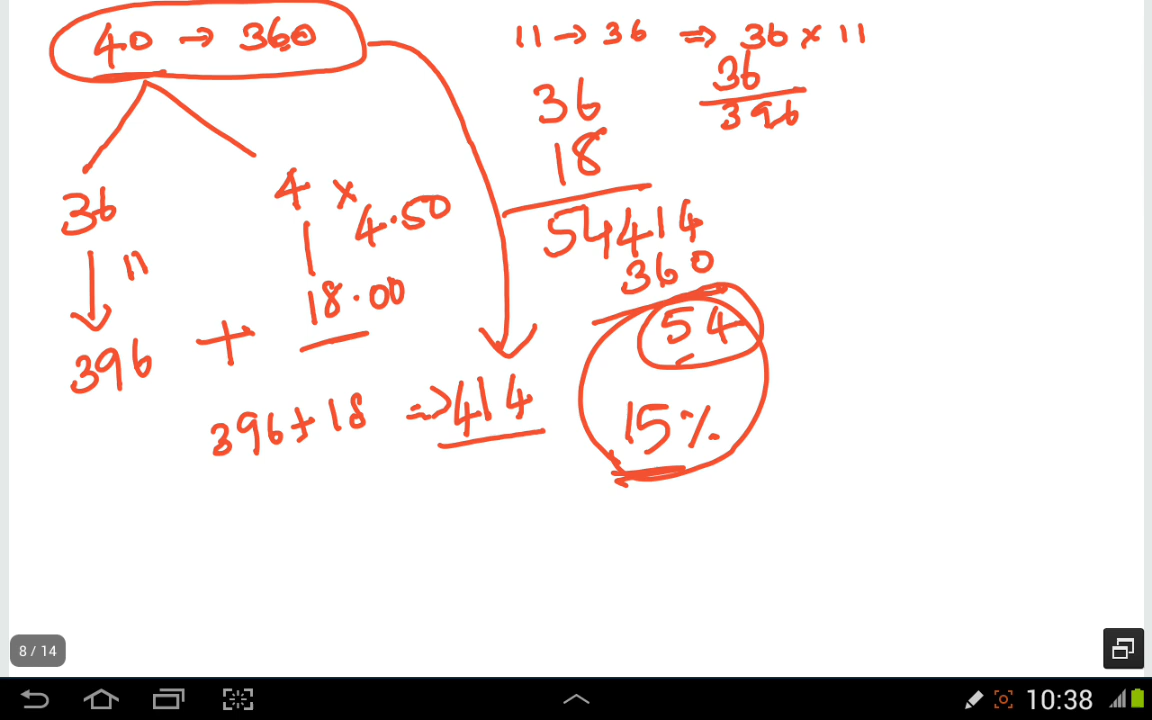 40 → 360
11 → 36 ⇒ 36 × 11
36
396
36
18
54414
360
54
15%
36
4 × 4.50
11
18.00
396 +
396 + 18 ⇒ 414
8 / 14
10:38